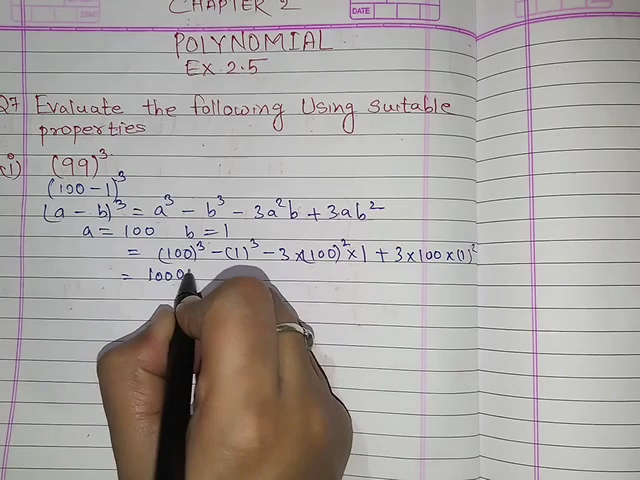 CHAPTER 2
DATE
POLYNOMIAL
EX 2.5
Q7 Evaluate the following Using suitable
properties
(i) (99)³
(100 - 1)³
(a - b)³ = a³ - b³ - 3a²b + 3ab²
a = 100 b = 1
= (100)³ - (1)³ - 3 × (100)² × 1 + 3 × 100 × (1)²
= 1000